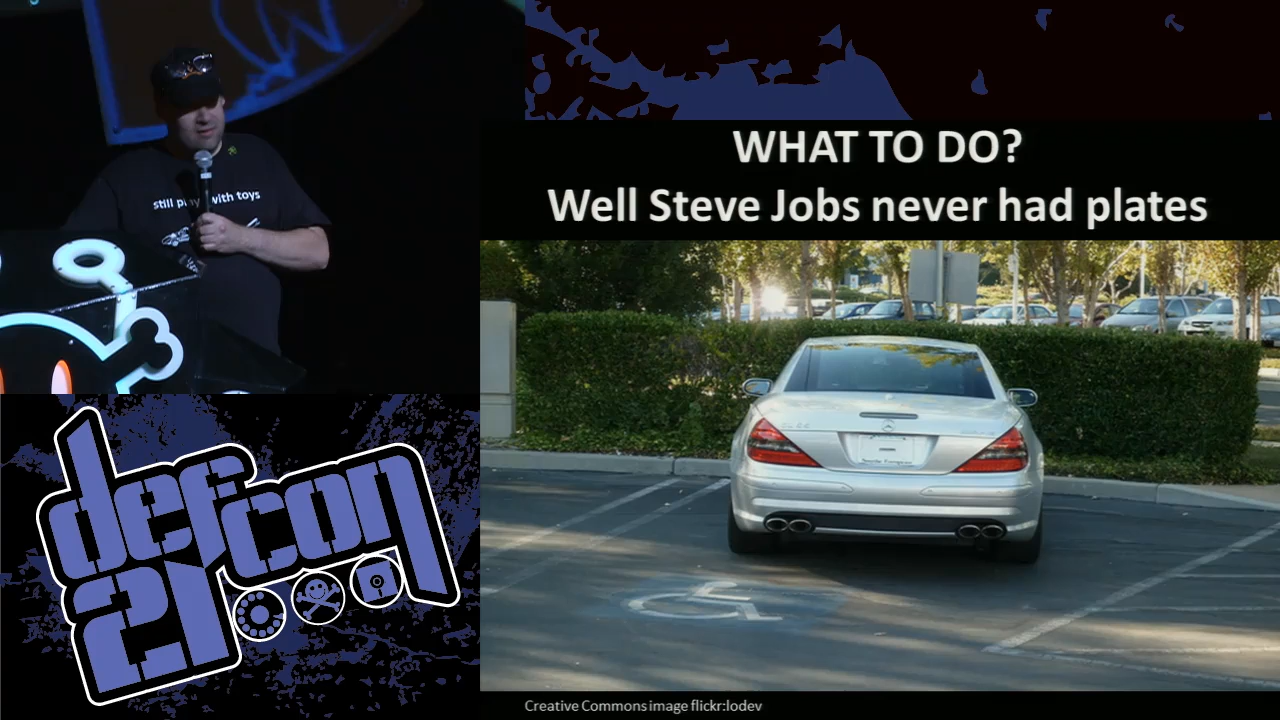 still play with toys
WHAT TO DO?
Well Steve Jobs never had plates
defcon
21
Creative Commons image flickr:lodev